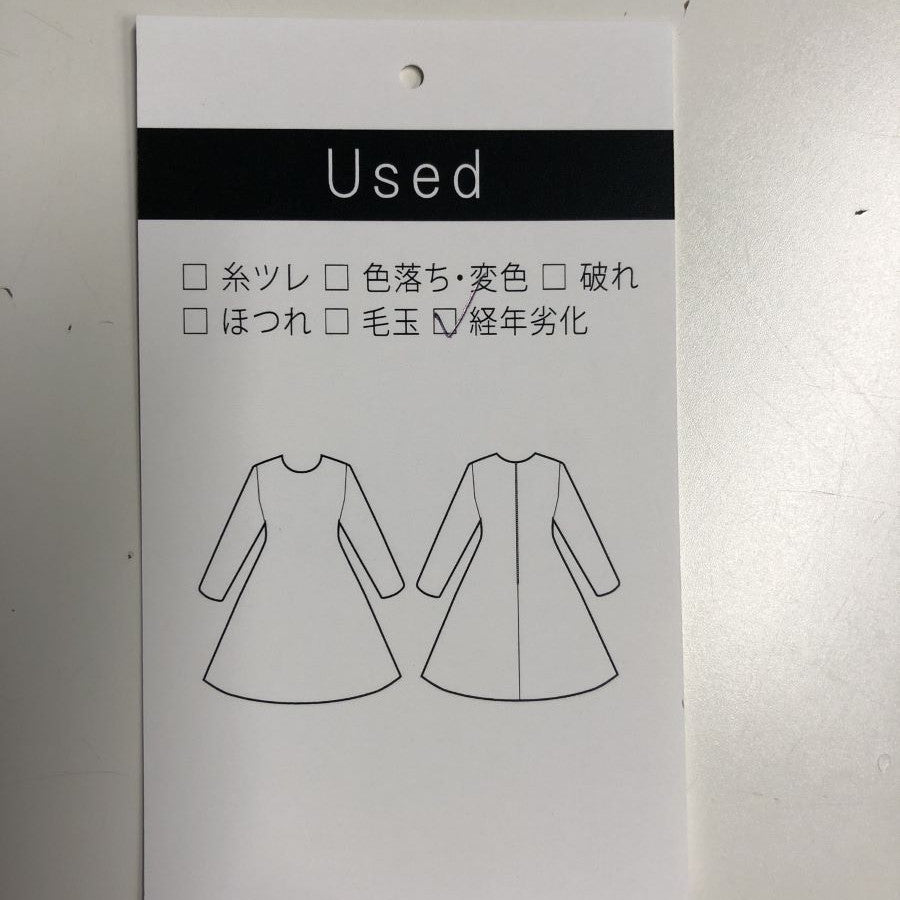 Used
□ 糸ツレ □ 色落ち・変色 □ 破れ
□ ほつれ □ 毛玉 ☑ 経年劣化